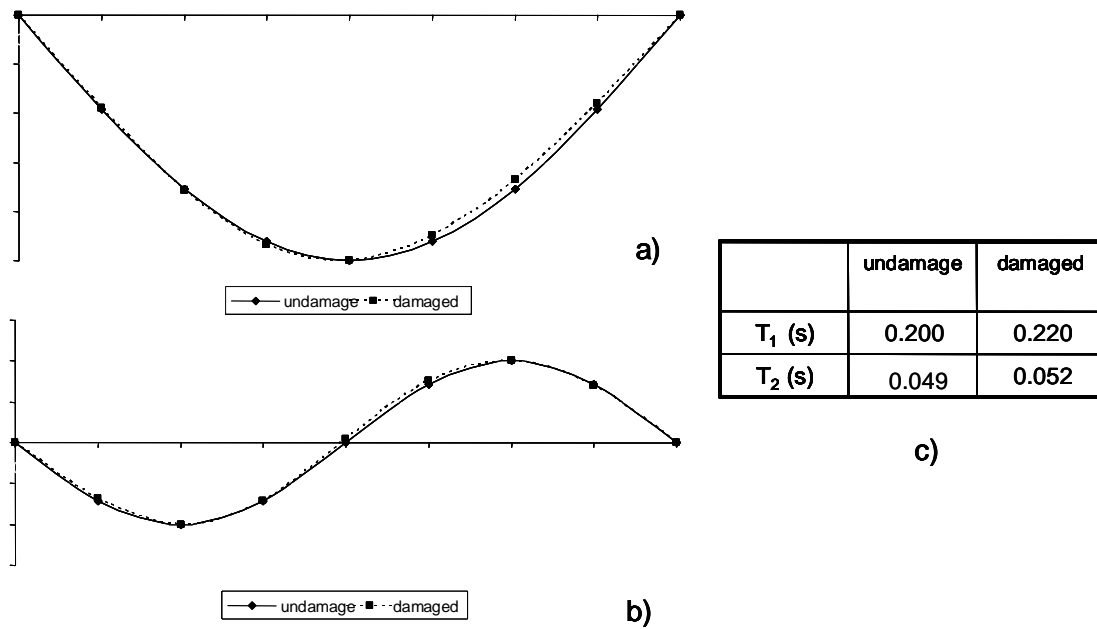 a)
undamage damaged
b)
undamage damaged
undamage damaged
T₁ (s) 0.200 0.220
T₂ (s) 0.049 0.052
c)